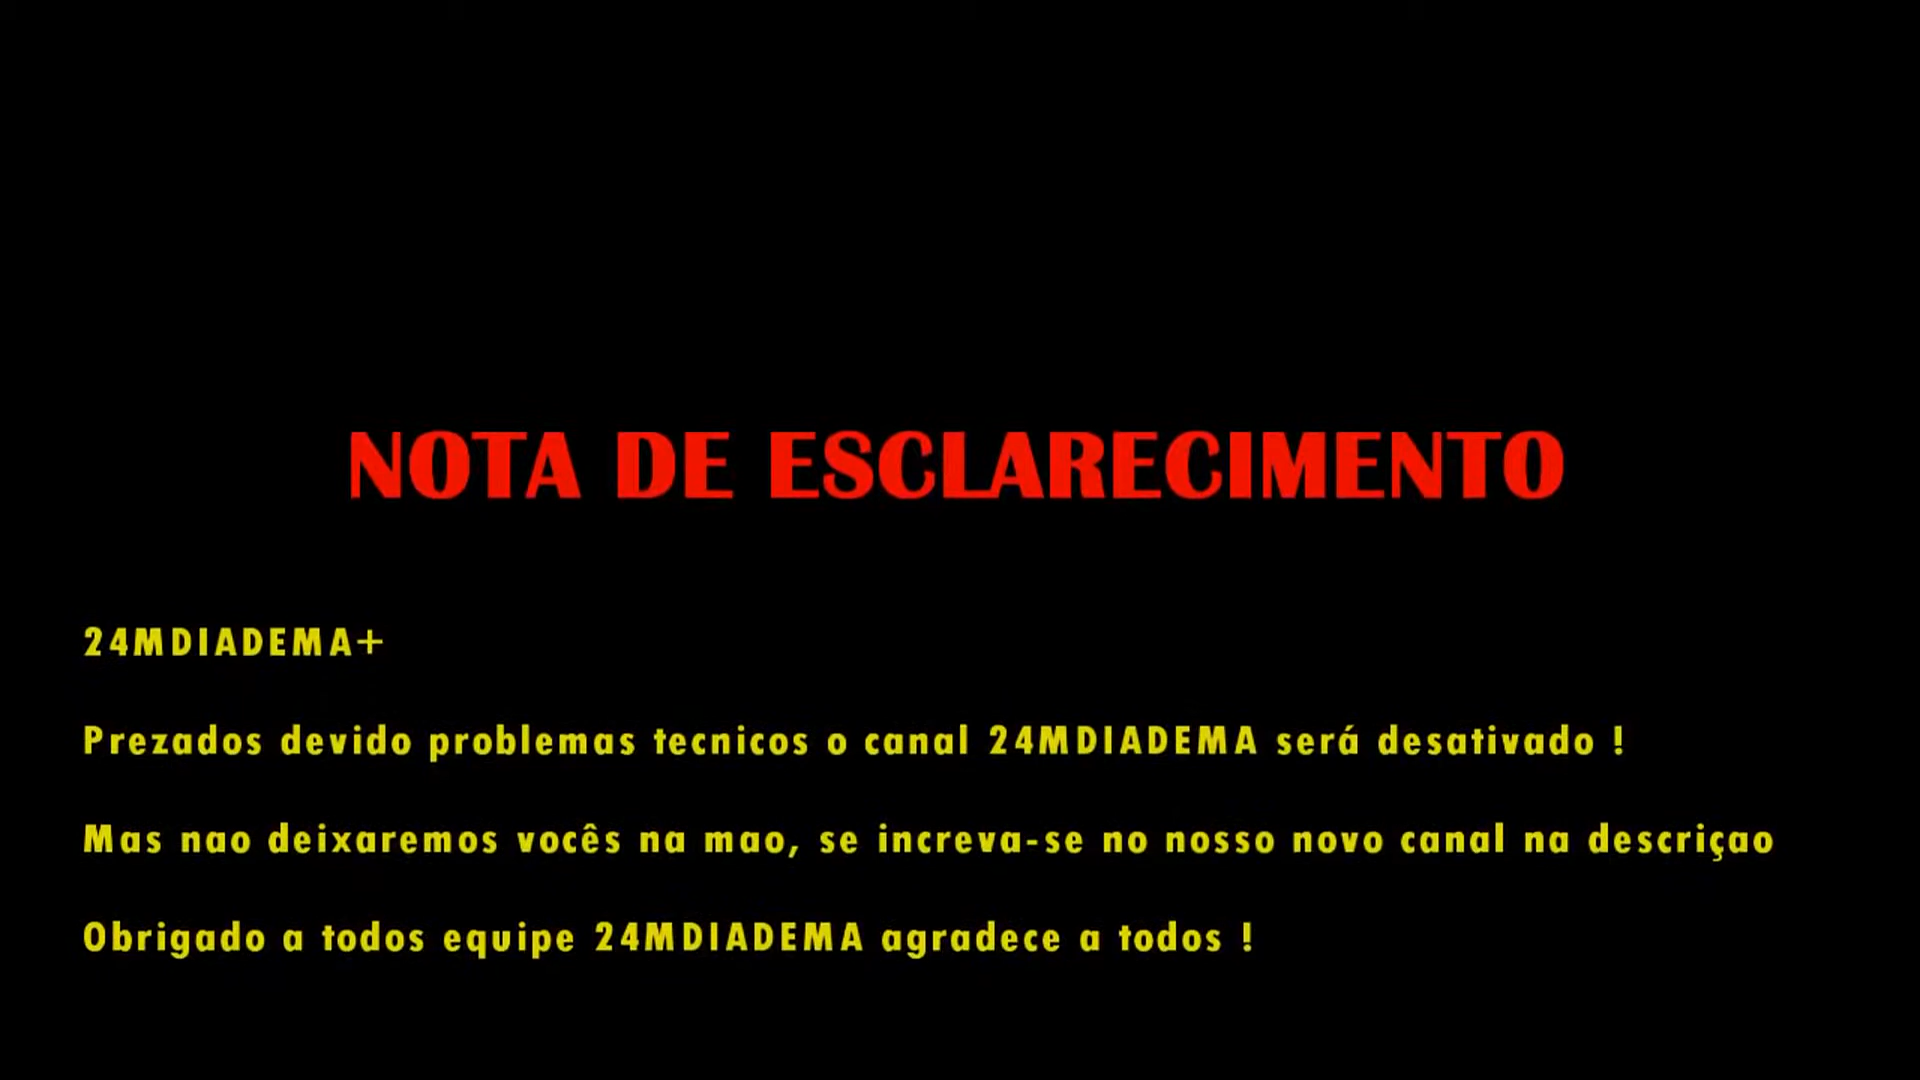 NOTA DE ESCLARECIMENTO
24MDIADEMA+
Prezados devido problemas tecnicos o canal 24MDIADEMA será desativado !
Mas nao deixaremos vocês na mao, se increva-se no nosso novo canal na descriçao
Obrigado a todos equipe 24MDIADEMA agradece a todos !